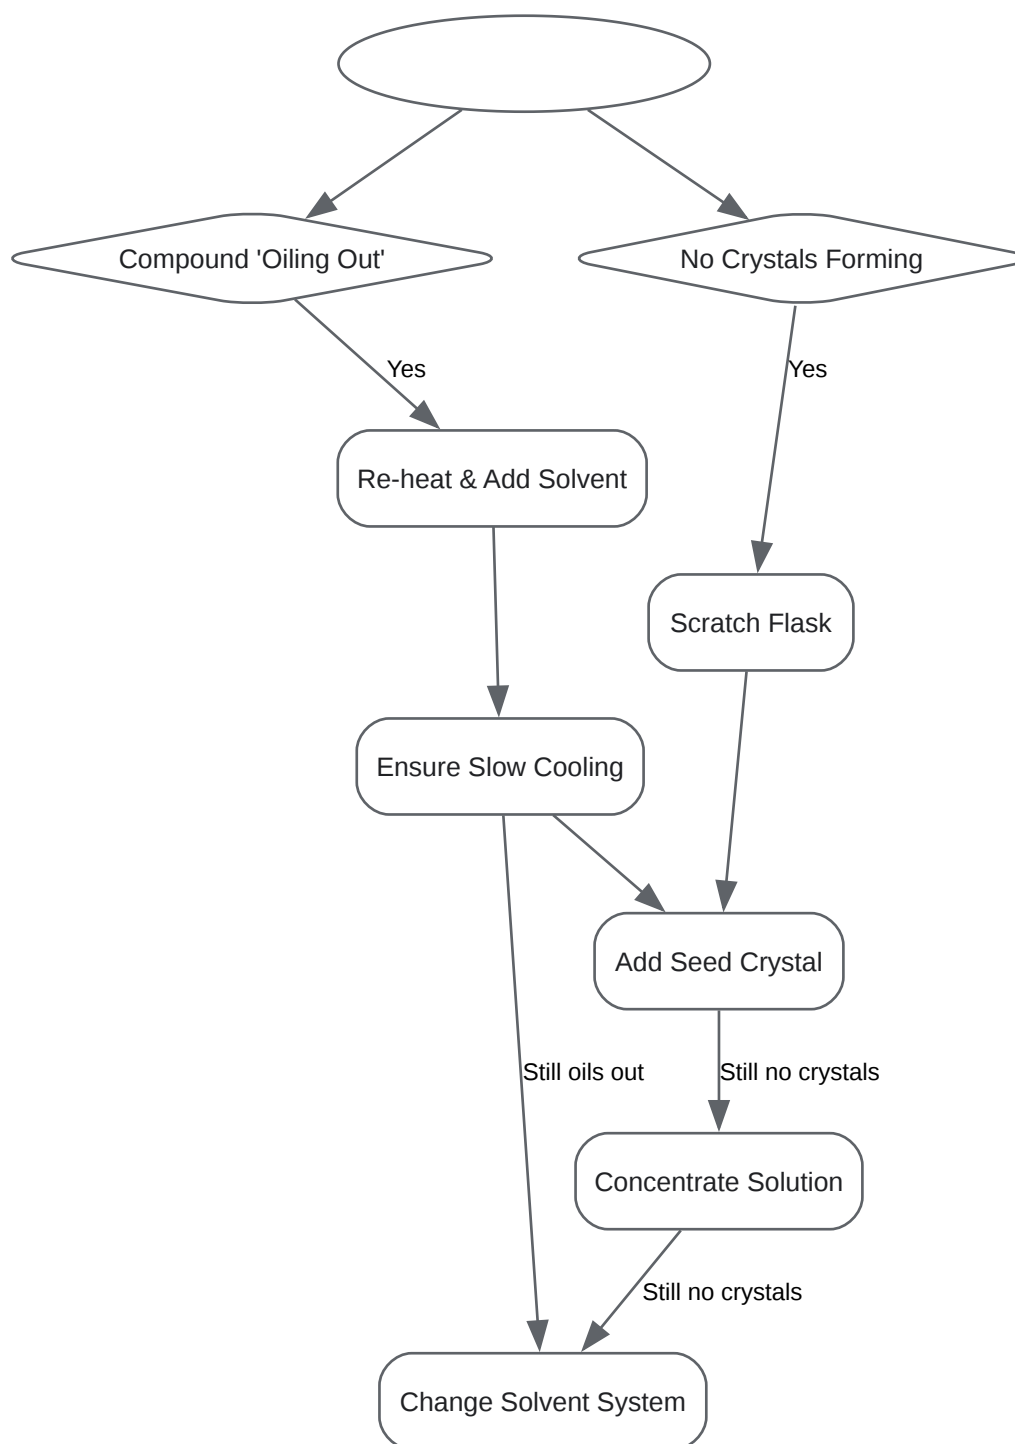 Compound 'Oiling Out'
No Crystals Forming
Yes
Yes
Re-heat & Add Solvent
Scratch Flask
Ensure Slow Cooling
Add Seed Crystal
Still oils out
Still no crystals
Concentrate Solution
Still no crystals
Change Solvent System